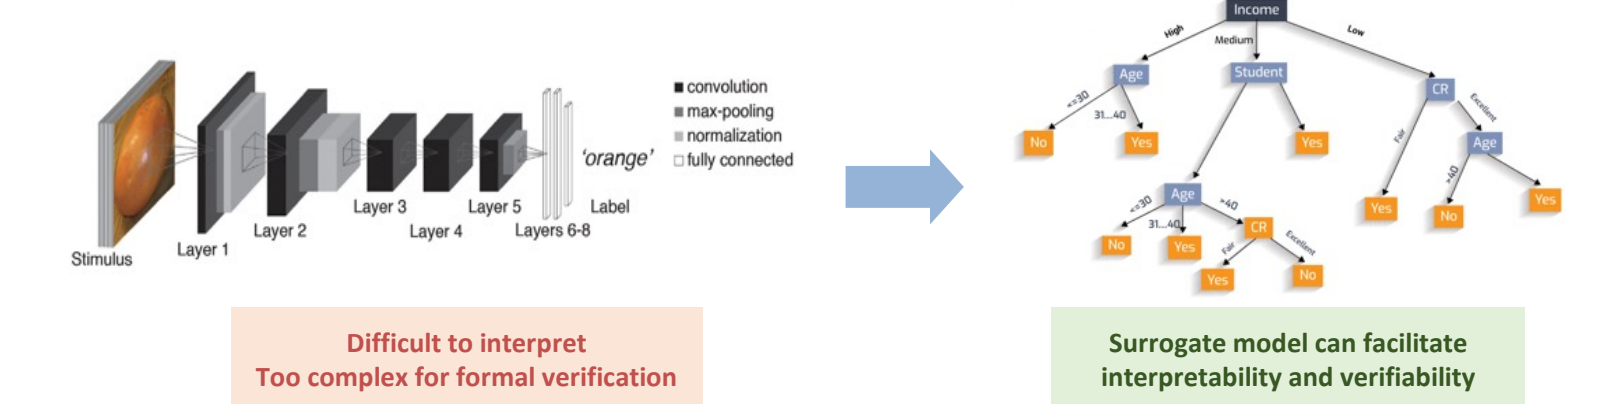 convolution
max-pooling
normalization
fully connected
'orange'
Label
Layer 1
Layer 2
Layer 3
Layer 4
Layer 5
Layers 6-8
Stimulus
Difficult to interpret
Too complex for formal verification
Income
High
Medium
Low
Age
Student
CR
<=30
31...40
Fair
Excellent
No
Yes
Yes
Age
>40
Yes
No
Yes
Age
<=30
31...40
>40
CR
No
Yes
Fair
Excellent
Yes
No
Surrogate model can facilitate
interpretability and verifiability